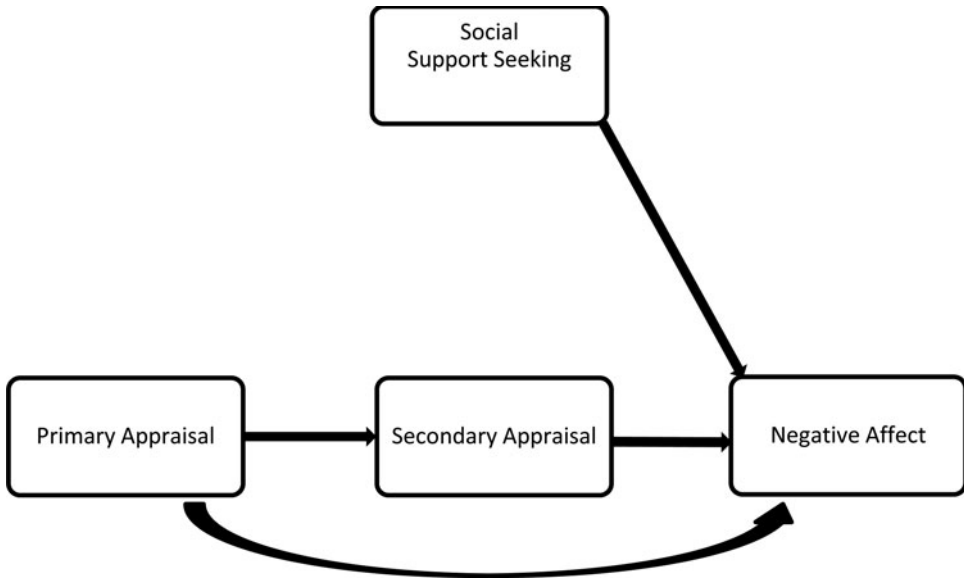 Social
Support Seeking
Primary Appraisal
Secondary Appraisal
Negative Affect